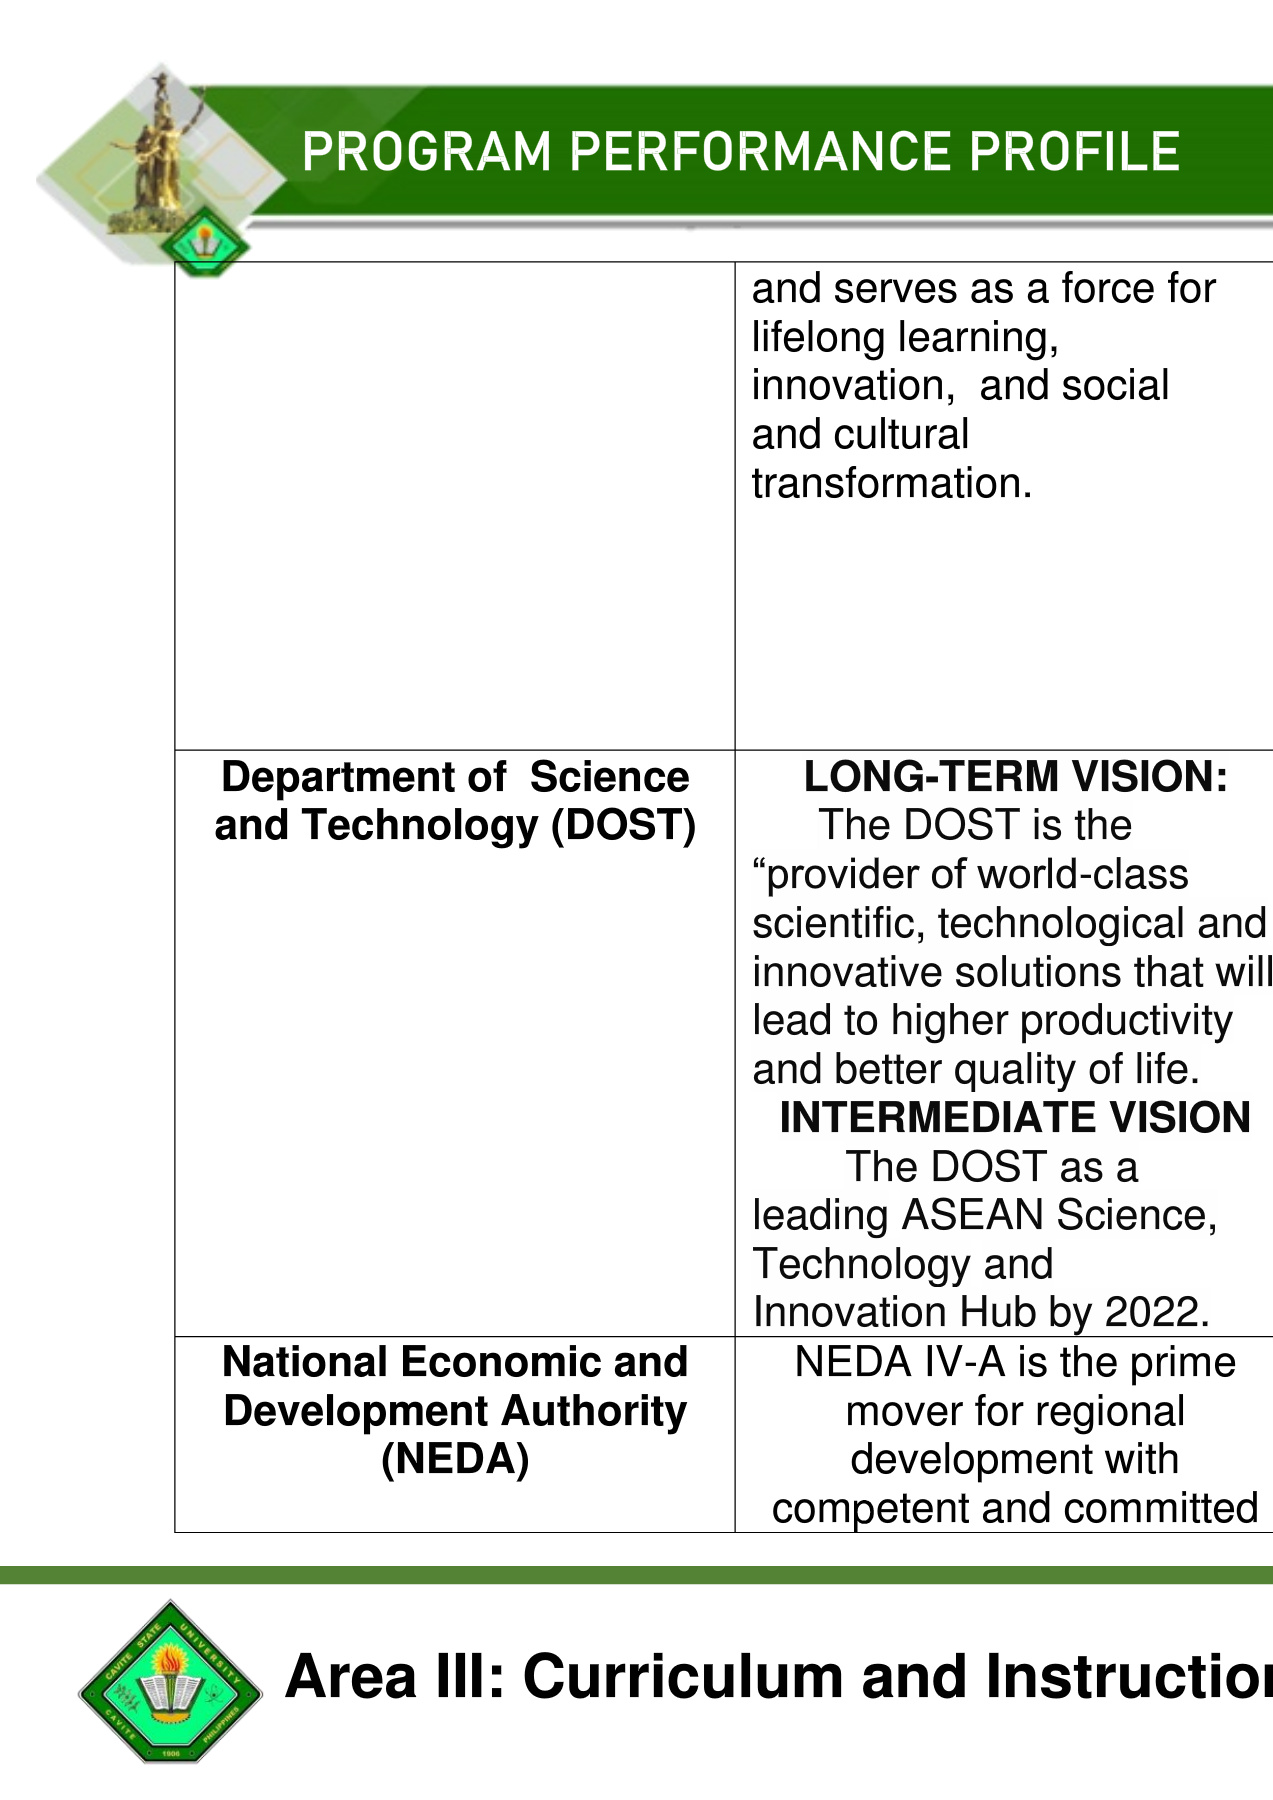 PROGRAM PERFORMANCE PROFILE
and serves as a force for
lifelong learning,
innovation,  and social
and cultural
transformation.
Department of  Science
and Technology (DOST)
LONG-TERM VISION:
The DOST is the
“provider of world-class
scientific, technological and
innovative solutions that will
lead to higher productivity
and better quality of life.
INTERMEDIATE VISION
The DOST as a
leading ASEAN Science,
Technology and
Innovation Hub by 2022.
National Economic and
Development Authority
(NEDA)
NEDA IV-A is the prime
mover for regional
development with
competent and committed
CAVITE STATE UNIVERSITY
CAVITE
PHILIPPINES
1906
Area III: Curriculum and Instruction